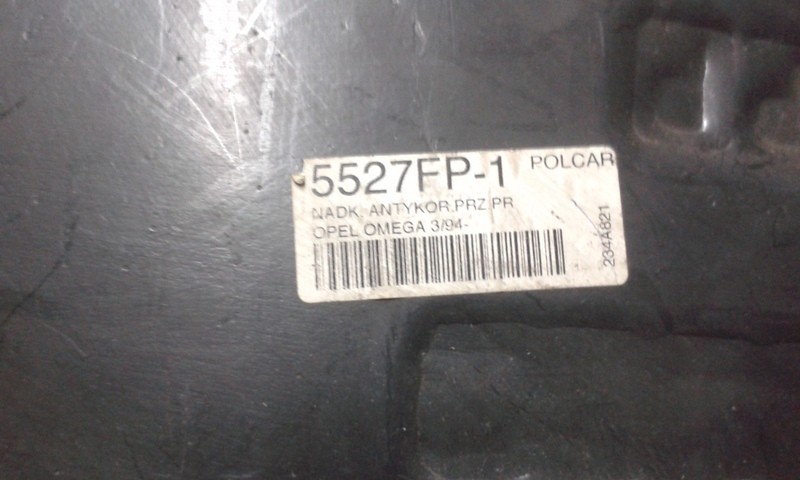 5527FP-1 POLCAR
NADK. ANTYKOR.PRZ.PR
OPEL OMEGA 3/94-
234A821